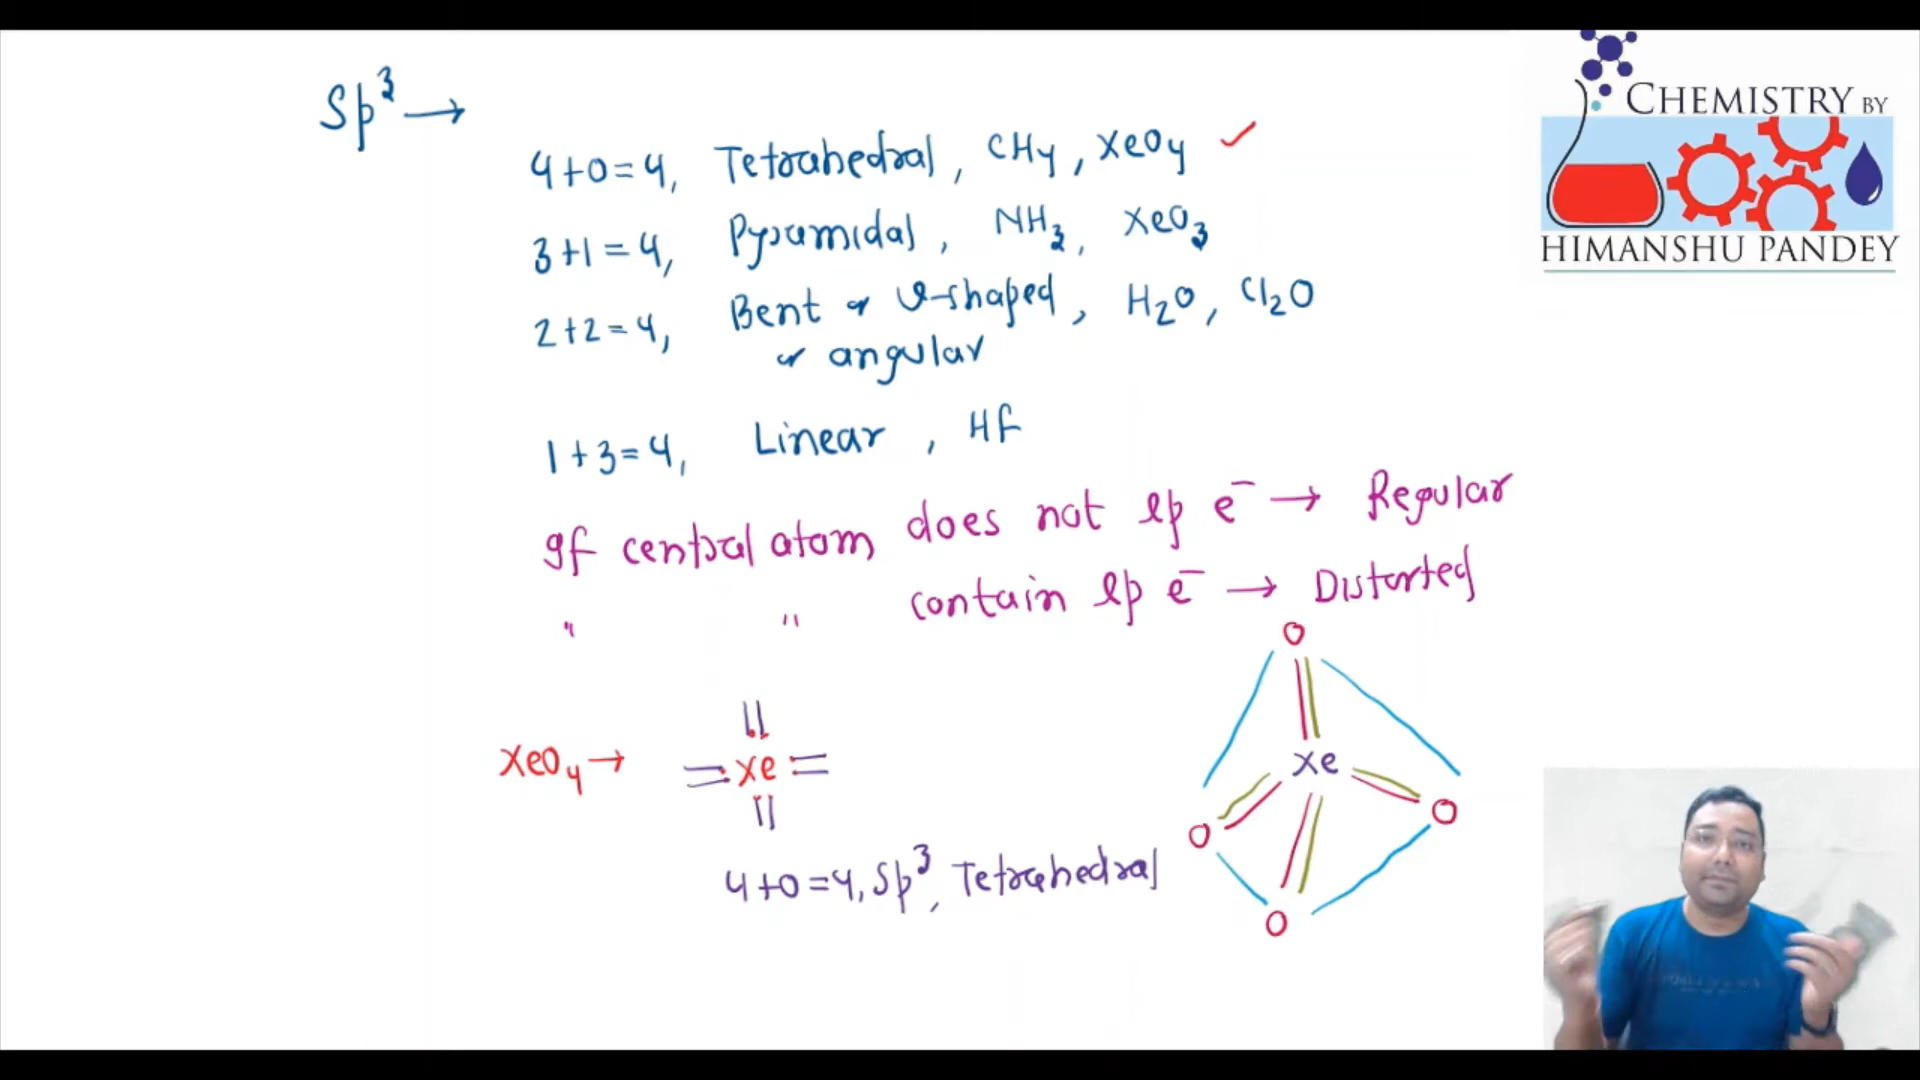 Sp³ →
4+0=4, Tetrahedral, CH₄, XeO₄ ✓
3+1=4, Pyramidal, NH₃, XeO₃
2+2=4, Bent or V-shaped, H₂O, Cl₂O
or angular
1+3=4, Linear, HF
If central atom does not lp e⁻ → Regular
" " contain lp e⁻ → Distorted
XeO₄ → =Xe=
4+0=4, Sp³, Tetrahedral
O
Xe
O O
O
CHEMISTRY BY
HIMANSHU PANDEY